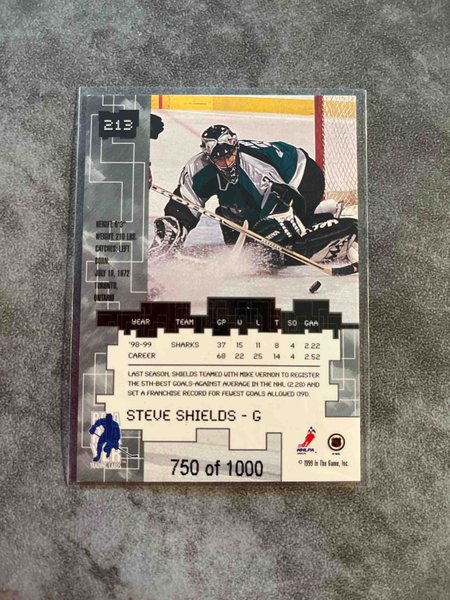 213
HEIGHT: 6'3"
WEIGHT: 210 LBS.
CATCHES: LEFT
BORN:
JULY 19, 1972
TORONTO,
ONTARIO
YEAR TEAM GP W L T SO GAA
'98-99 SHARKS 37 15 11 8 4 2.22
CAREER 68 22 25 14 4 2.52
LAST SEASON, SHIELDS TEAMED WITH MIKE VERNON TO REGISTER
THE 5TH-BEST GOALS-AGAINST AVERAGE IN THE NHL (2.28) AND
SET A FRANCHISE RECORD FOR FEWEST GOALS ALLOWED (191).
STEVE SHIELDS - G
750 of 1000
NHLPA
© 1999 In The Game, Inc.